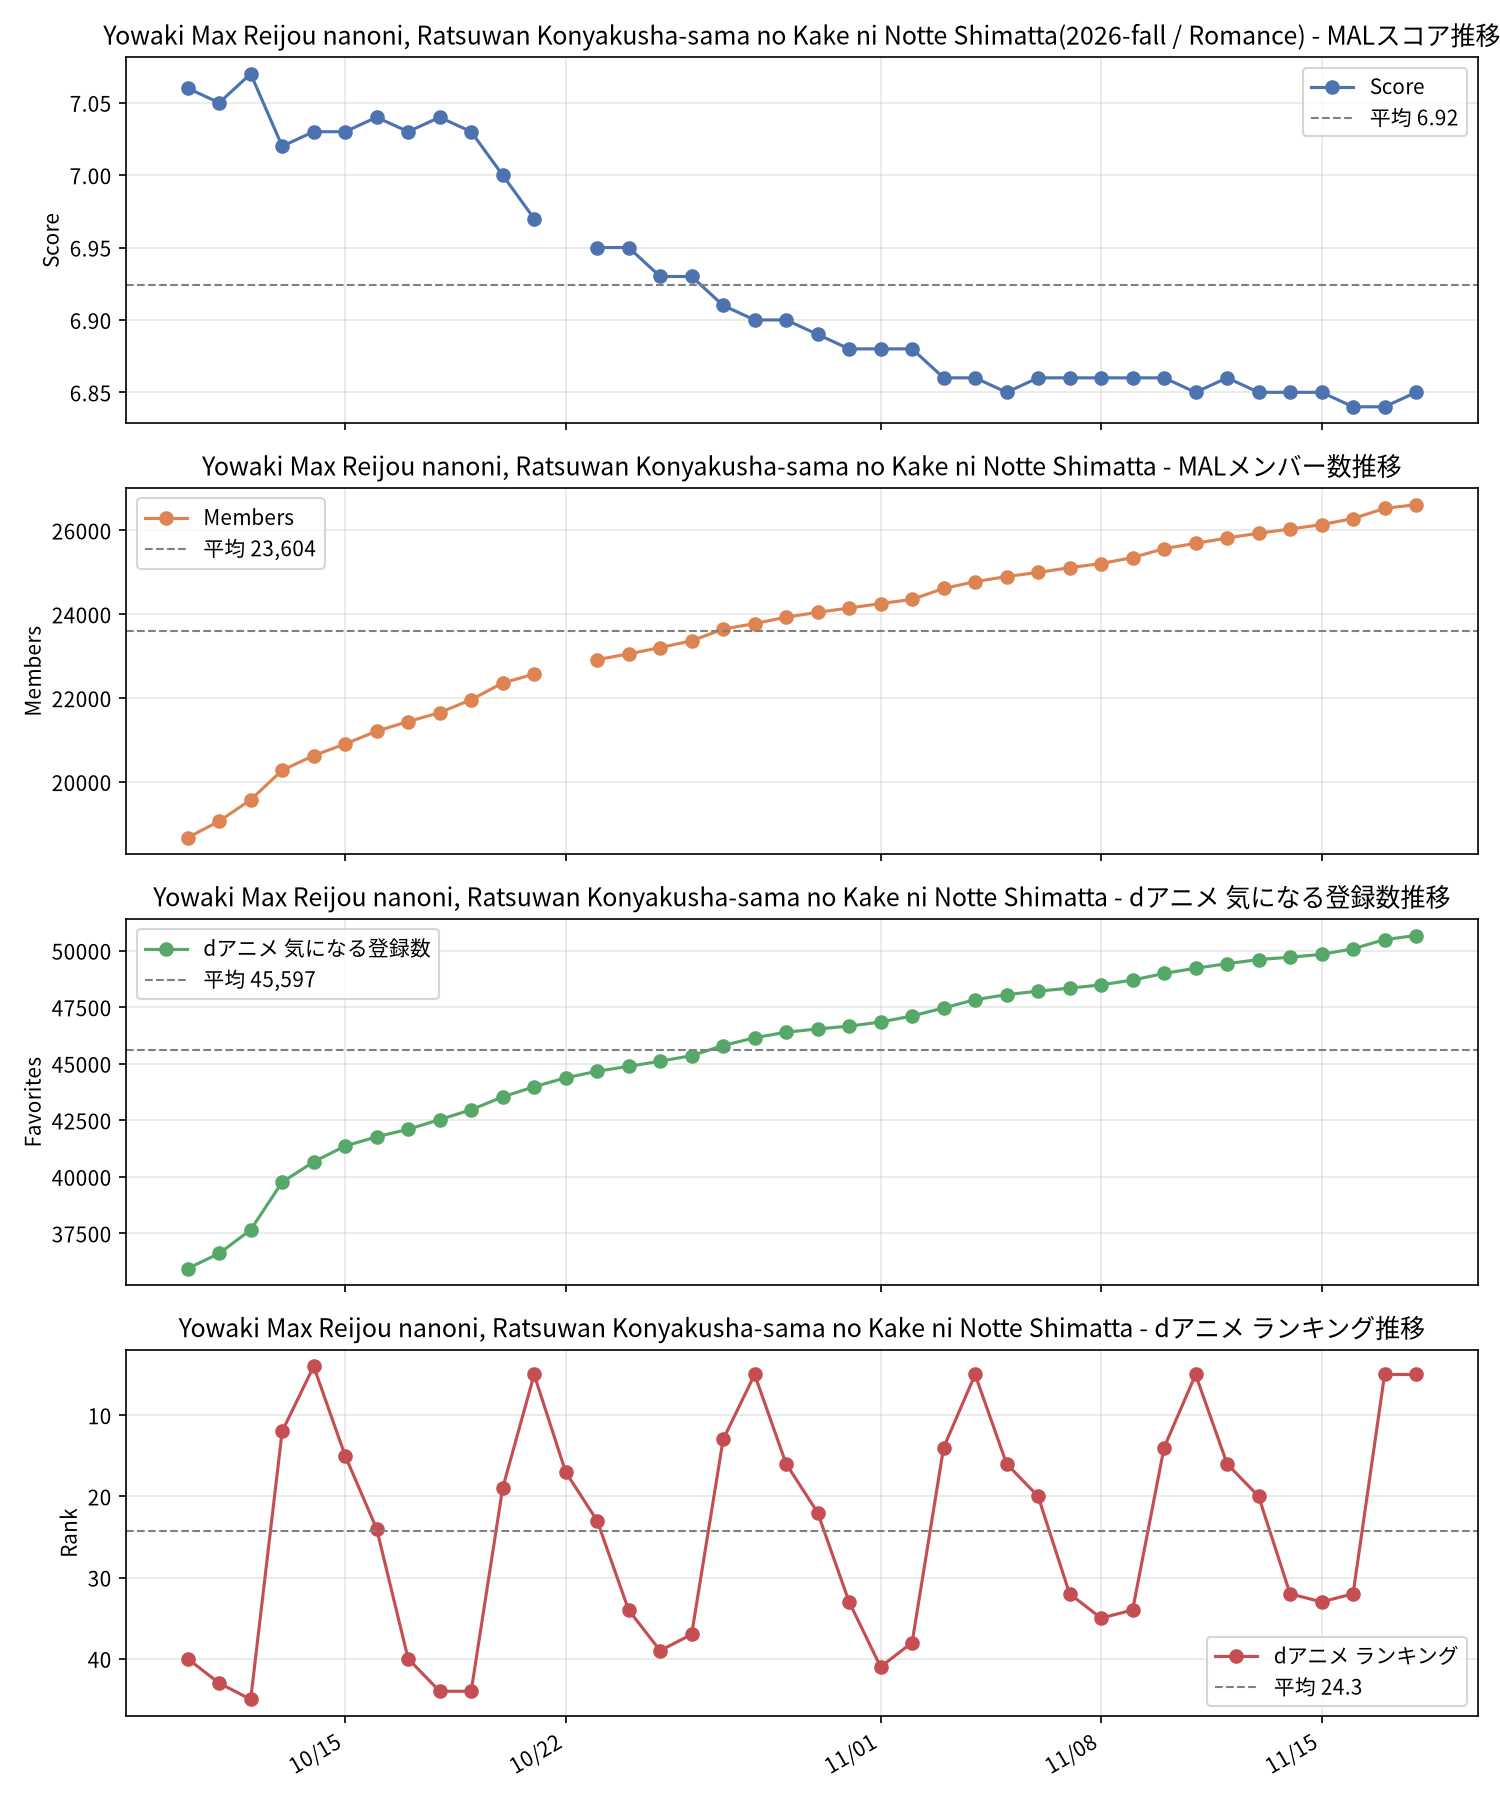 Yowaki Max Reijou nanoni, Ratsuwan Konyakusha-sama no Kake ni Notte Shimatta(2026-fall / Romance) - MALスコア推移
Score
平均 6.92
7.05
7.00
6.95
6.90
6.85
Score
Yowaki Max Reijou nanoni, Ratsuwan Konyakusha-sama no Kake ni Notte Shimatta - MALメンバー数推移
Members
平均 23,604
26000
24000
22000
20000
Members
Yowaki Max Reijou nanoni, Ratsuwan Konyakusha-sama no Kake ni Notte Shimatta - dアニメ 気になる登録数推移
dアニメ 気になる登録数
平均 45,597
50000
47500
45000
42500
40000
37500
Favorites
Yowaki Max Reijou nanoni, Ratsuwan Konyakusha-sama no Kake ni Notte Shimatta - dアニメ ランキング推移
10
20
30
40
Rank
dアニメ ランキング
平均 24.3
10/15
10/22
11/01
11/08
11/15